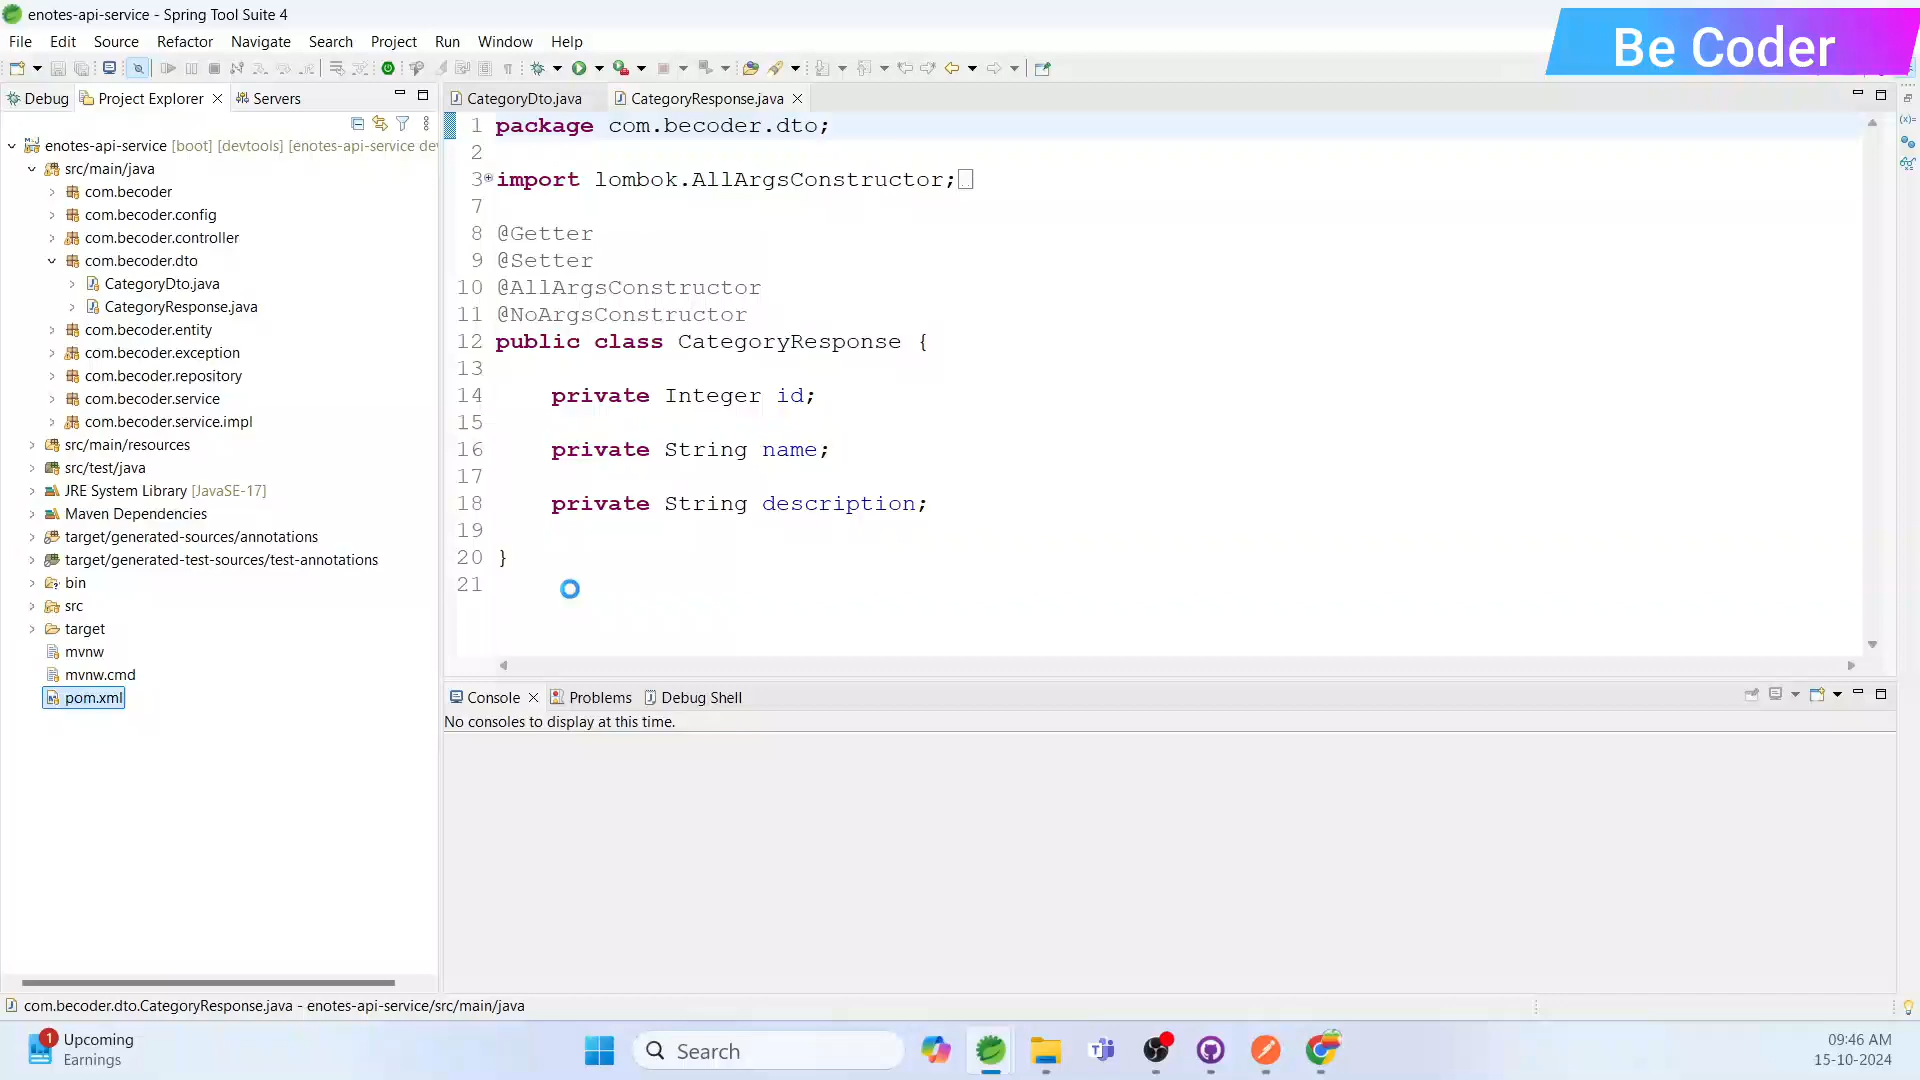 enotes-api-service - Spring Tool Suite 4
File Edit Source Refactor Navigate Search Project Run Window Help
Be Coder
Debug Project Explorer Servers
enotes-api-service [boot] [devtools] [enotes-api-service dev
src/main/java
com.becoder
com.becoder.config
com.becoder.controller
com.becoder.dto
CategoryDto.java
CategoryResponse.java
com.becoder.entity
com.becoder.exception
com.becoder.repository
com.becoder.service
com.becoder.service.impl
src/main/resources
src/test/java
JRE System Library [JavaSE-17]
Maven Dependencies
target/generated-sources/annotations
target/generated-test-sources/test-annotations
bin
src
target
mvnw
mvnw.cmd
pom.xml
CategoryDto.java CategoryResponse.java
1 package com.becoder.dto;
2
3 import lombok.AllArgsConstructor;
7
8 @Getter
9 @Setter
10 @AllArgsConstructor
11 @NoArgsConstructor
12 public class CategoryResponse {
13
14 private Integer id;
15
16 private String name;
17
18 private String description;
19
20 }
21
Console Problems Debug Shell
No consoles to display at this time.
com.becoder.dto.CategoryResponse.java - enotes-api-service/src/main/java
1
Upcoming
Earnings
Search
09:46 AM
15-10-2024